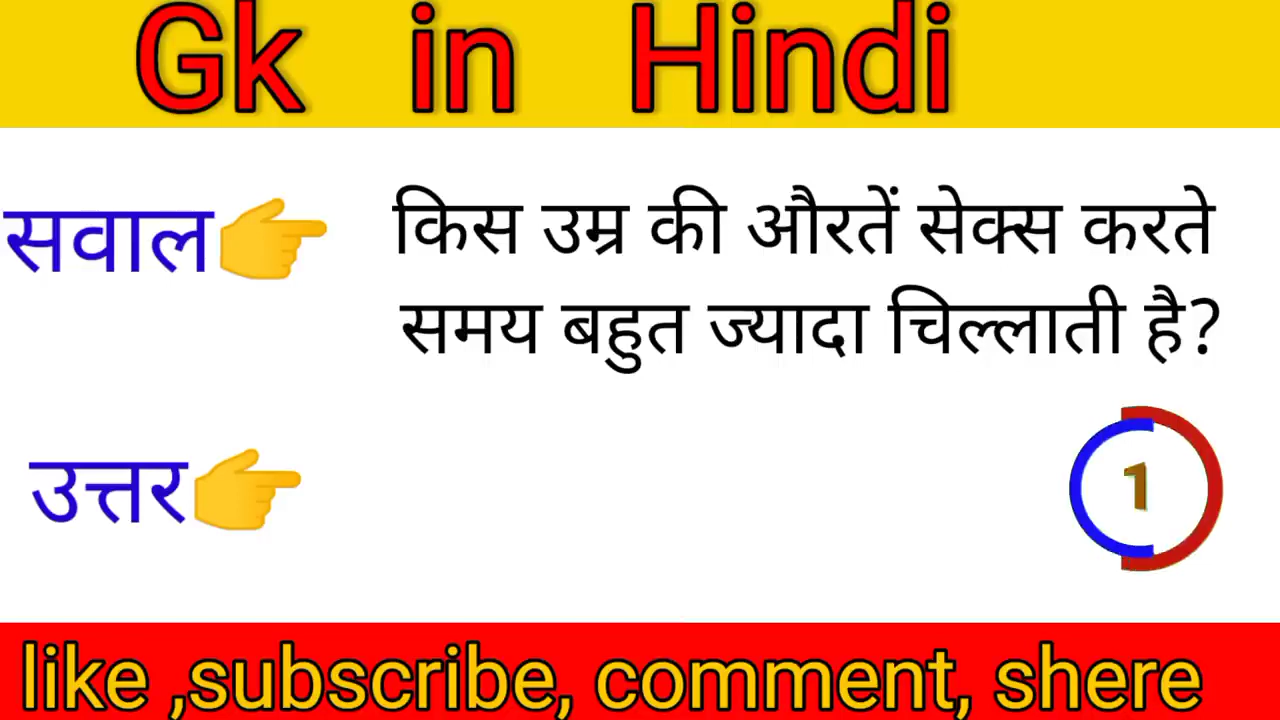 Gk in Hindi
सवाल👉 किस उम्र की औरतें सेक्स करते
समय बहुत ज्यादा चिल्लाती है?
उत्तर👉
1
like ,subscribe, comment, shere